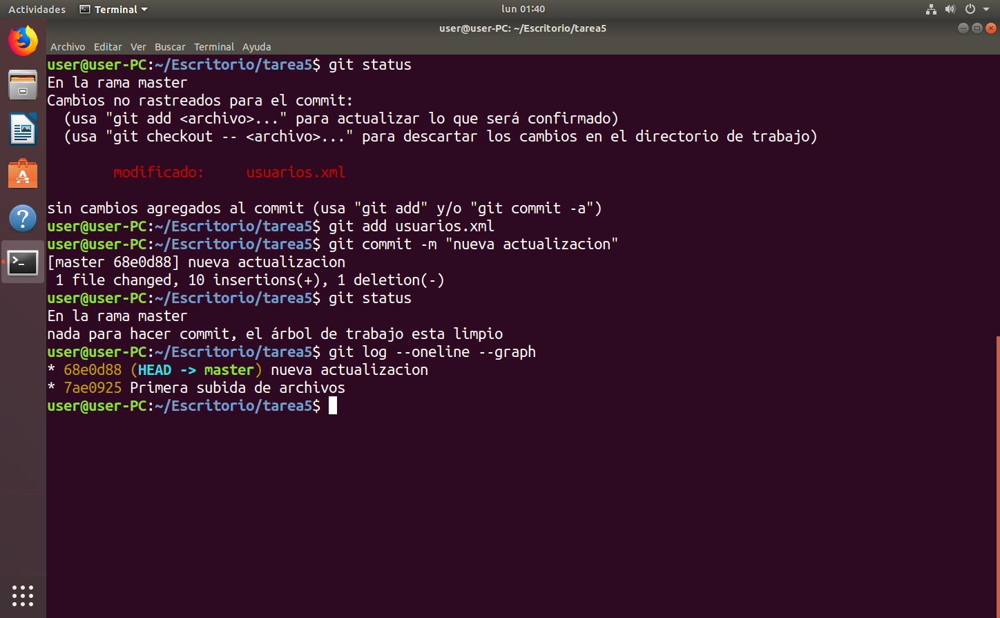 Actividades Terminal lun 01:40
user@user-PC: ~/Escritorio/tarea5
Archivo Editar Ver Buscar Terminal Ayuda
user@user-PC:~/Escritorio/tarea5$ git status
En la rama master
Cambios no rastreados para el commit:
  (usa "git add <archivo>..." para actualizar lo que será confirmado)
  (usa "git checkout -- <archivo>..." para descartar los cambios en el directorio de trabajo)
        modificado:     usuarios.xml
sin cambios agregados al commit (usa "git add" y/o "git commit -a")
user@user-PC:~/Escritorio/tarea5$ git add usuarios.xml
user@user-PC:~/Escritorio/tarea5$ git commit -m "nueva actualizacion"
[master 68e0d88] nueva actualizacion
 1 file changed, 10 insertions(+), 1 deletion(-)
user@user-PC:~/Escritorio/tarea5$ git status
En la rama master
nada para hacer commit, el árbol de trabajo esta limpio
user@user-PC:~/Escritorio/tarea5$ git log --oneline --graph
* 68e0d88 (HEAD -> master) nueva actualizacion
* 7ae0925 Primera subida de archivos
user@user-PC:~/Escritorio/tarea5$